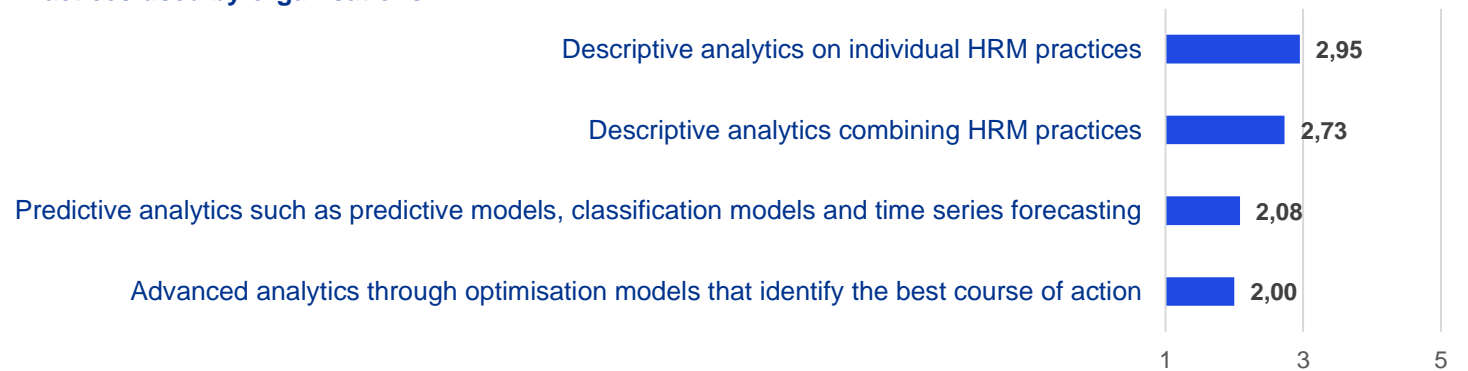 Descriptive analytics on individual HRM practices 2,95
Descriptive analytics combining HRM practices 2,73
Predictive analytics such as predictive models, classification models and time series forecasting 2,08
Advanced analytics through optimisation models that identify the best course of action 2,00
1 3 5